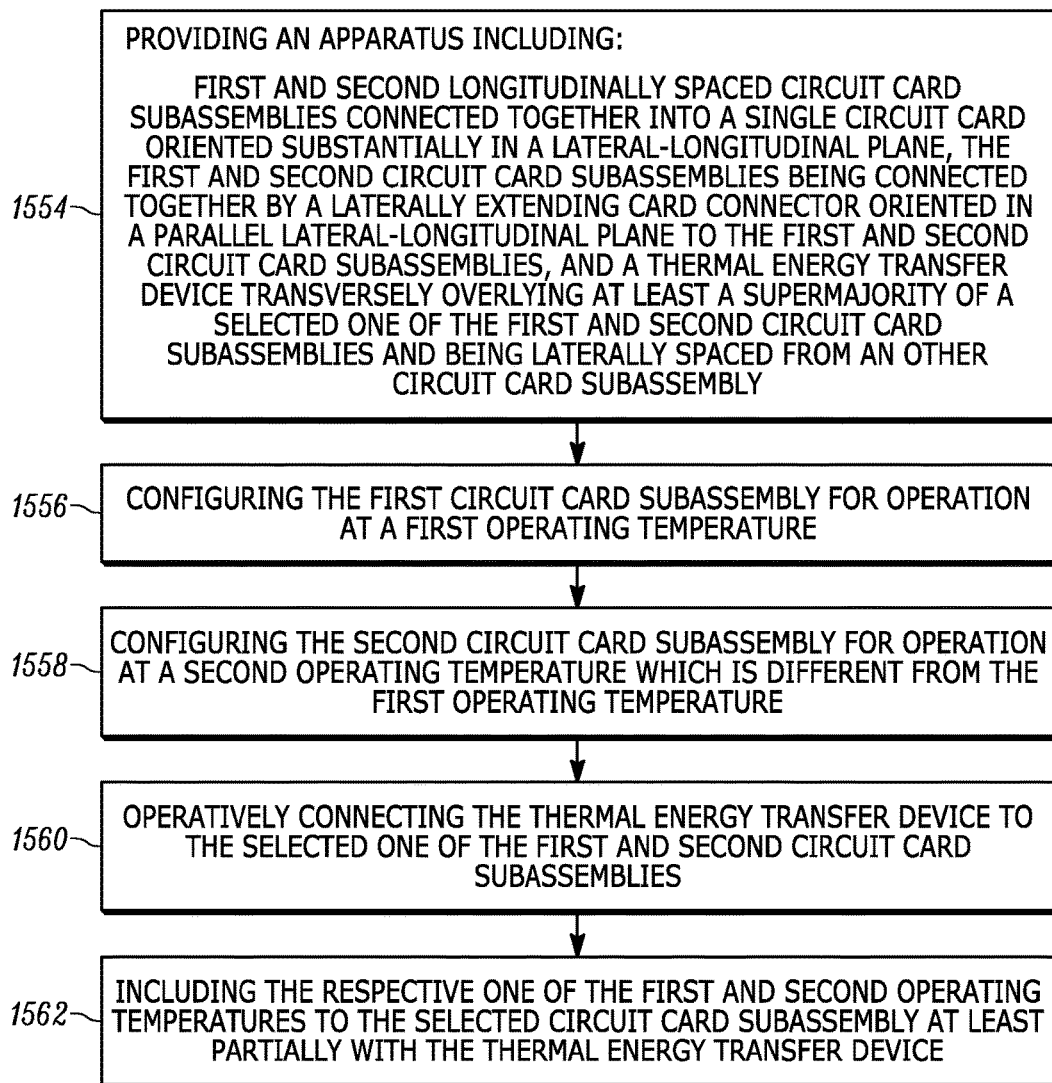 PROVIDING AN APPARATUS INCLUDING:
FIRST AND SECOND LONGITUDINALLY SPACED CIRCUIT CARD
SUBASSEMBLIES CONNECTED TOGETHER INTO A SINGLE CIRCUIT CARD
ORIENTED SUBSTANTIALLY IN A LATERAL-LONGITUDINAL PLANE, THE
FIRST AND SECOND CIRCUIT CARD SUBASSEMBLIES BEING CONNECTED
TOGETHER BY A LATERALLY EXTENDING CARD CONNECTOR ORIENTED IN
A PARALLEL LATERAL-LONGITUDINAL PLANE TO THE FIRST AND SECOND
CIRCUIT CARD SUBASSEMBLIES, AND A THERMAL ENERGY TRANSFER
DEVICE TRANSVERSELY OVERLYING AT LEAST A SUPERMAJORITY OF A
SELECTED ONE OF THE FIRST AND SECOND CIRCUIT CARD
SUBASSEMBLIES AND BEING LATERALLY SPACED FROM AN OTHER
CIRCUIT CARD SUBASSEMBLY
1554
1556
CONFIGURING THE FIRST CIRCUIT CARD SUBASSEMBLY FOR OPERATION
AT A FIRST OPERATING TEMPERATURE
1558
CONFIGURING THE SECOND CIRCUIT CARD SUBASSEMBLY FOR OPERATION
AT A SECOND OPERATING TEMPERATURE WHICH IS DIFFERENT FROM THE
FIRST OPERATING TEMPERATURE
1560
OPERATIVELY CONNECTING THE THERMAL ENERGY TRANSFER DEVICE TO
THE SELECTED ONE OF THE FIRST AND SECOND CIRCUIT CARD
SUBASSEMBLIES
1562
INCLUDING THE RESPECTIVE ONE OF THE FIRST AND SECOND OPERATING
TEMPERATURES TO THE SELECTED CIRCUIT CARD SUBASSEMBLY AT LEAST
PARTIALLY WITH THE THERMAL ENERGY TRANSFER DEVICE